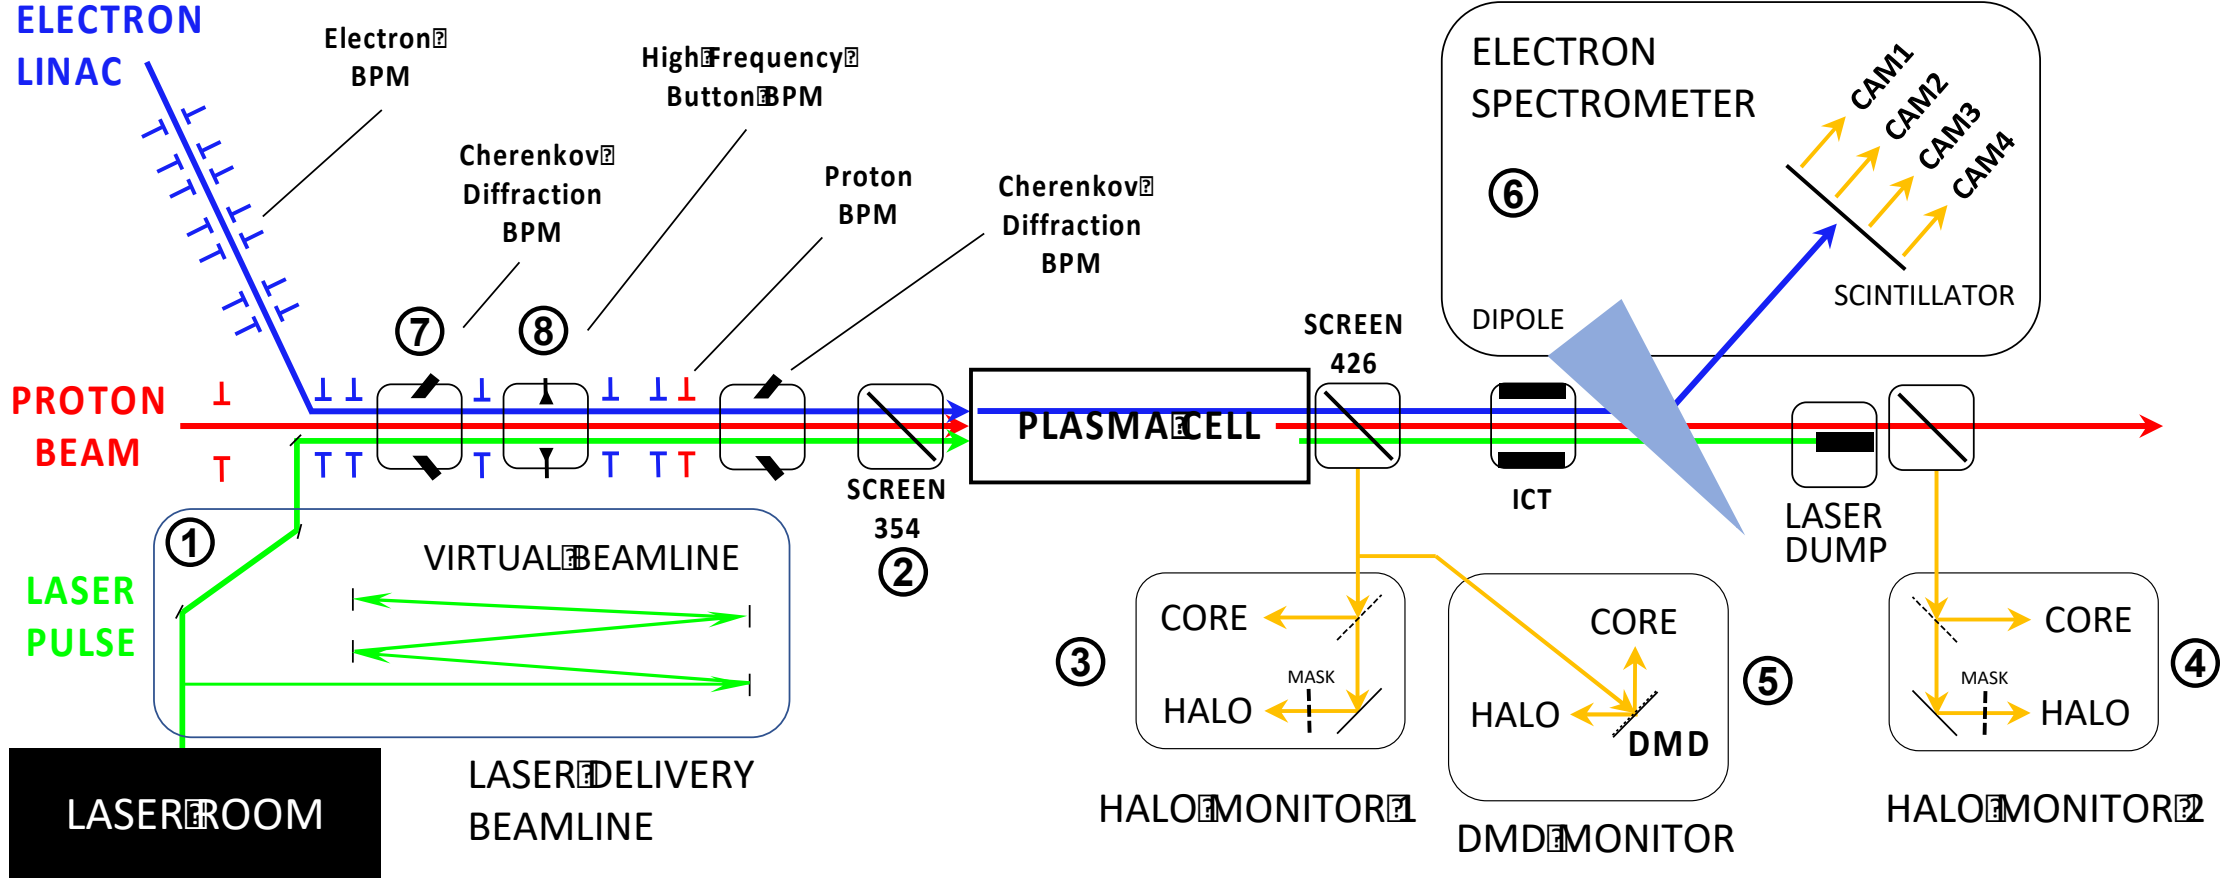 ELECTRON
LINAC
Electron⍰
BPM
High⍰Frequency⍰
Button⍰BPM
Cherenkov⍰
Diffraction
BPM
Proton
BPM
Cherenkov⍰
Diffraction
BPM
ELECTRON
SPECTROMETER
CAM1
CAM2
CAM3
CAM4
6
SCINTILLATOR
DIPOLE
7
8
SCREEN
426
PROTON
BEAM
PLASMA⍰CELL
SCREEN
354
2
ICT
LASER
DUMP
1
VIRTUAL⍰BEAMLINE
LASER
PULSE
3
CORE
MASK
HALO
CORE
HALO
DMD
5
CORE
MASK
HALO
4
LASER⍰ROOM
LASER⍰DELIVERY
BEAMLINE
HALO⍰MONITOR⍰1
DMD⍰MONITOR
HALO⍰MONITOR⍰2